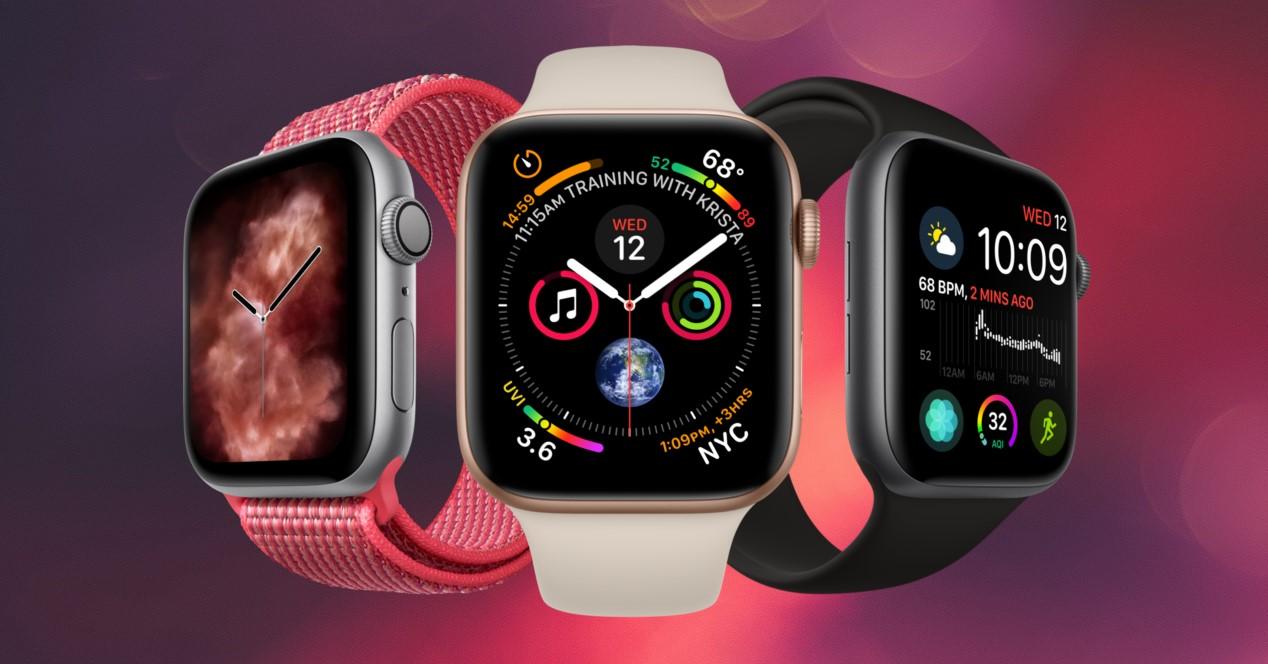 14:59
52
68°
89
11:15AM TRAINING WITH KRISTA
WED
12
UVI
3.6
1:09PM, +3HRS
NYC
WED 12
10:09
68 BPM, 2 MINS AGO
102
52
12AM 6AM 12PM 6PM
32
AQI